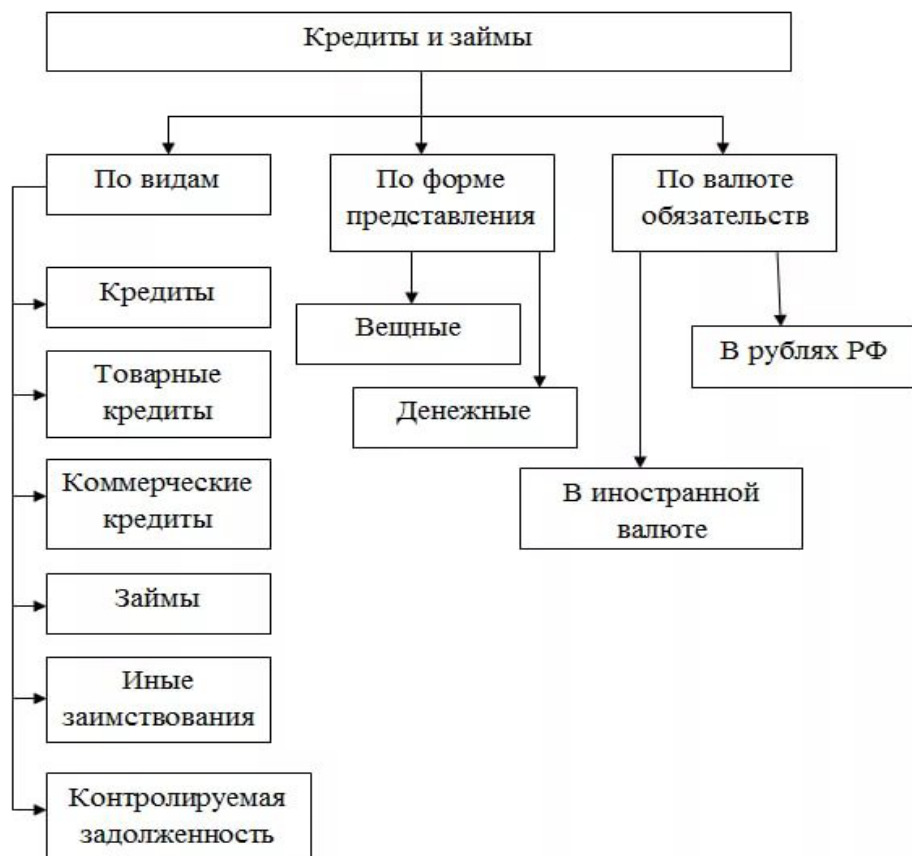 Кредиты и займы
По видам
По форме
представления
По валюте
обязательств
Кредиты
Товарные
кредиты
Коммерческие
кредиты
Займы
Иные
заимствования
Контролируемая
задолженность
Вещные
Денежные
В рублях РФ
В иностранной
валюте